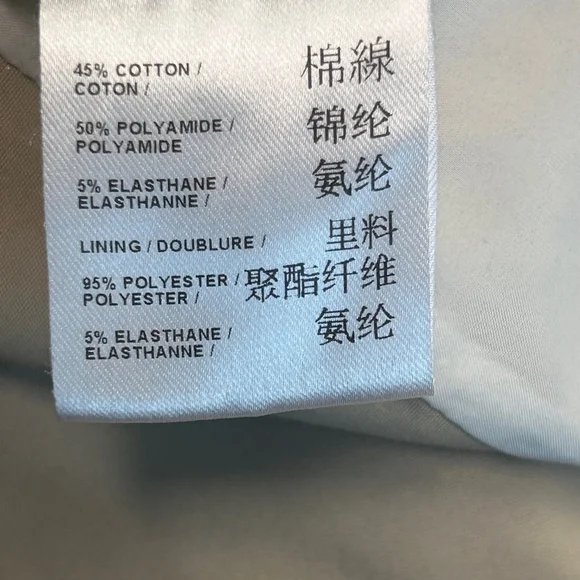 45% COTTON / 棉線
COTON /
50% POLYAMIDE / 锦纶
POLYAMIDE
5% ELASTHANE / 氨纶
ELASTHANNE /
LINING / DOUBLURE / 里料
95% POLYESTER / 聚酯纤维
POLYESTER /
5% ELASTHANE / 氨纶
ELASTHANNE /